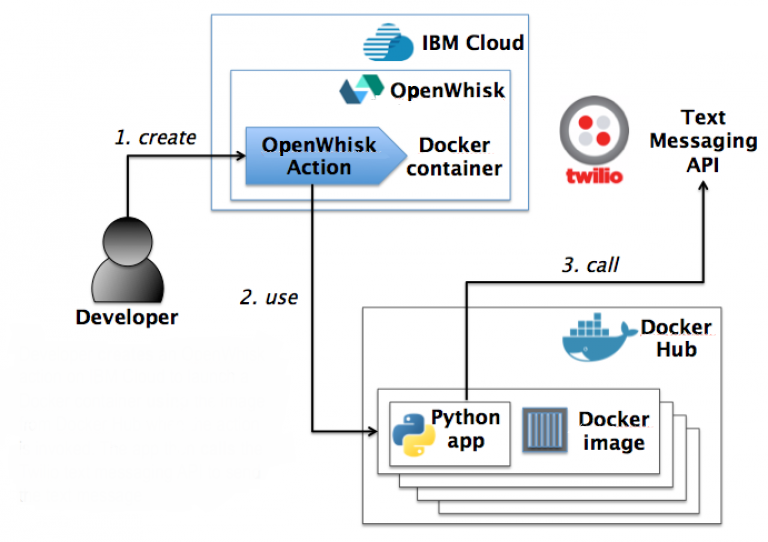 IBM Cloud
OpenWhisk
1. create
OpenWhisk
Action
Docker
container
twilio
Text
Messaging
API
Developer
2. use
3. call
Docker
Hub
Python
app
Docker
image